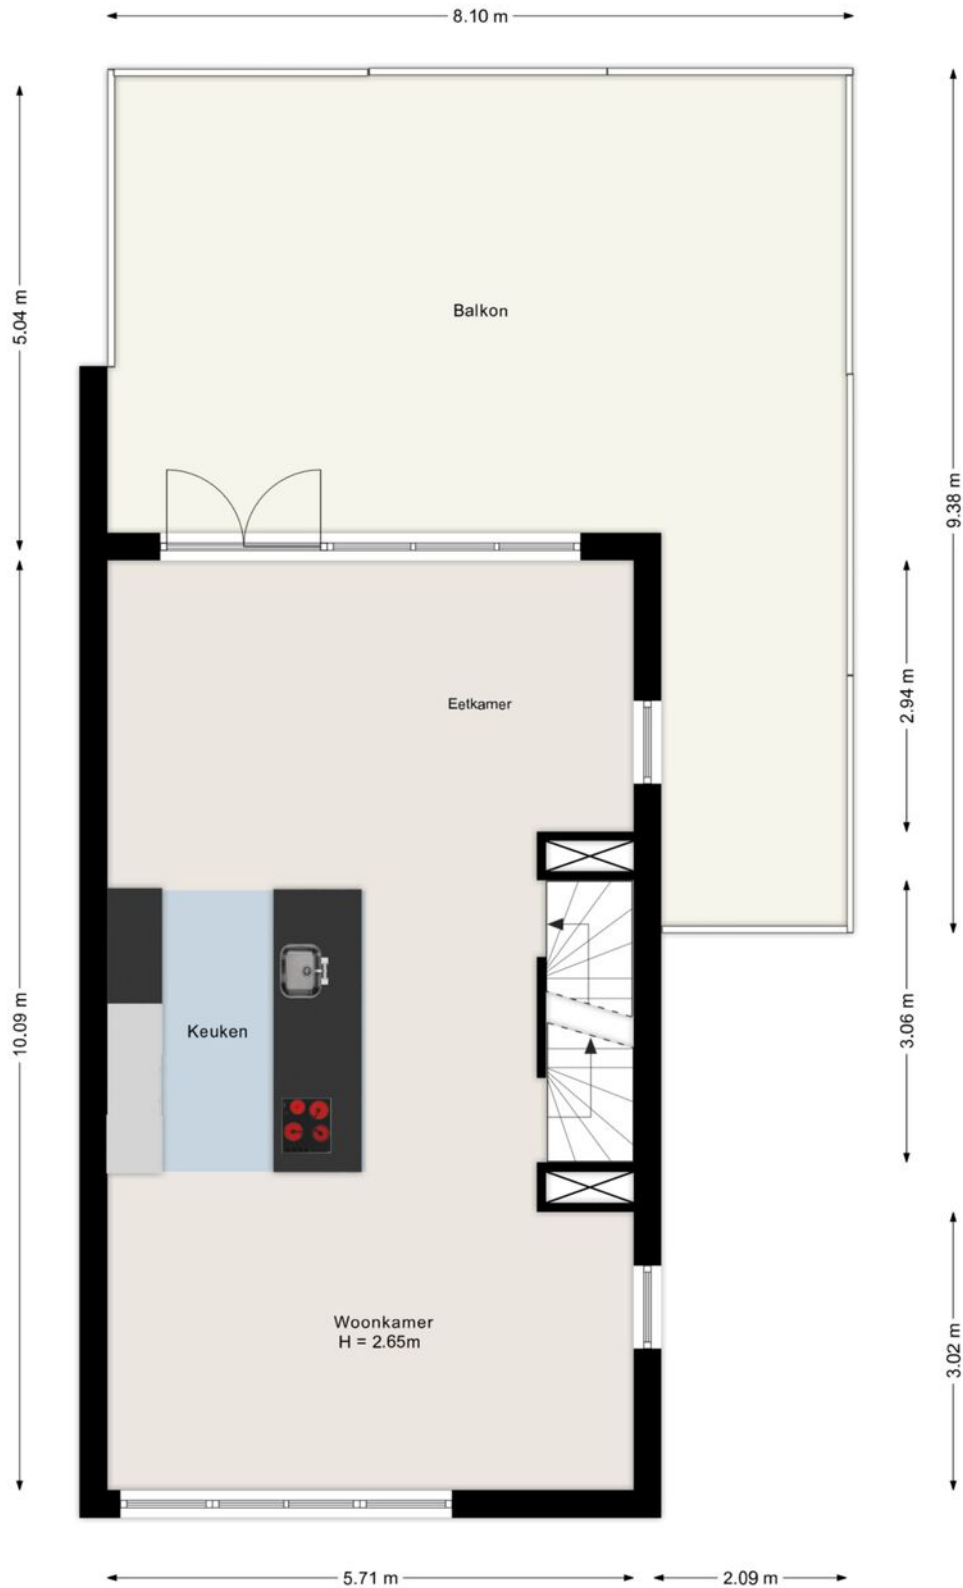 8.10 m
5.04 m
Balkon
9.38 m
2.94 m
Eetkamer
10.09 m
Keuken
3.06 m
Woonkamer
H = 2.65m
3.02 m
5.71 m
2.09 m